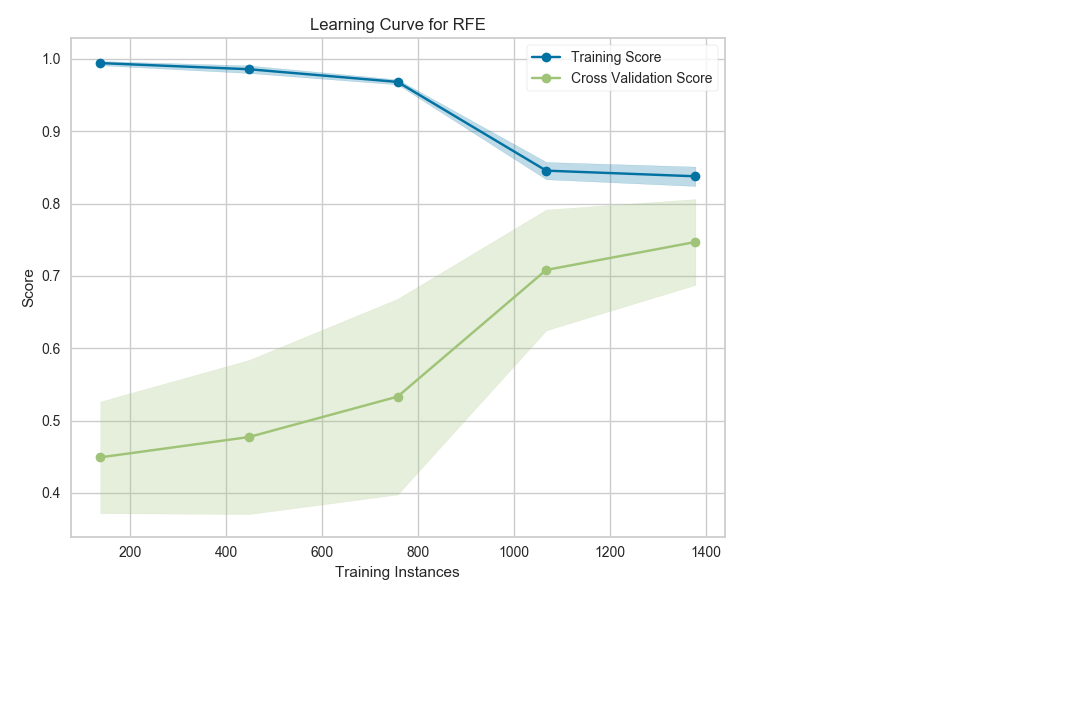 Learning Curve for RFE
Training Score
Cross Validation Score
Score
1.0
0.9
0.8
0.7
0.6
0.5
0.4
200 400 600 800 1000 1200 1400
Training Instances